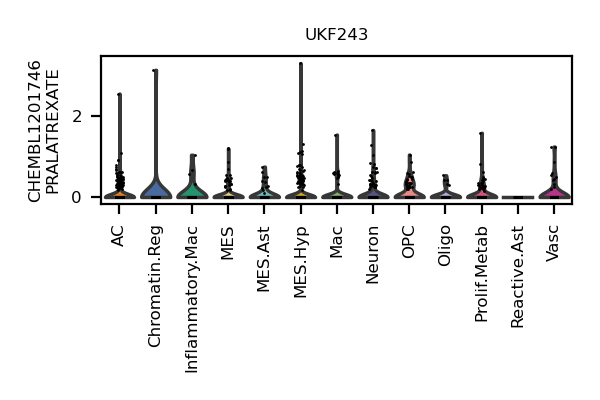 UKF243
CHEMBL1201746
PRALATREXATE
2
0
AC
Chromatin.Reg
Inflammatory.Mac
MES
MES.Ast
MES.Hyp
Mac
Neuron
OPC
Oligo
Prolif.Metab
Reactive.Ast
Vasc